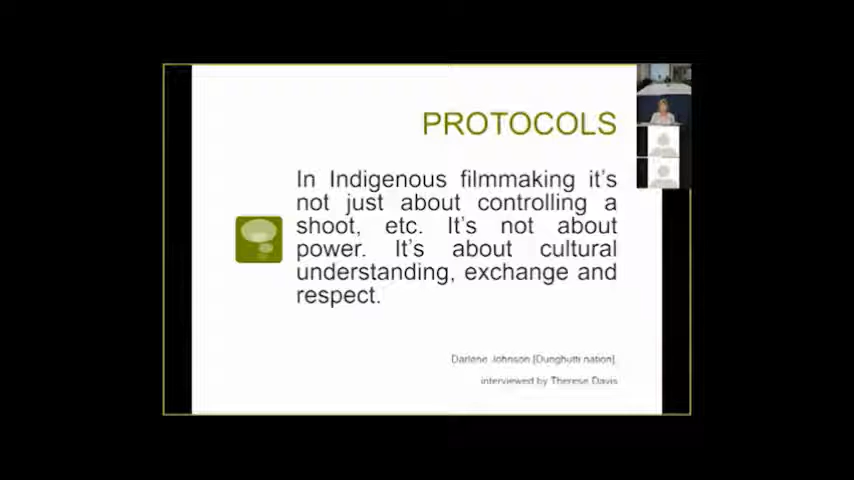 PROTOCOLS
In Indigenous filmmaking it's
not just about controlling a
shoot, etc. It's not about
power. It's about cultural
understanding, exchange and
respect.
Darlene Johnson [Dunghutti nation],
interviewed by Therese Davis